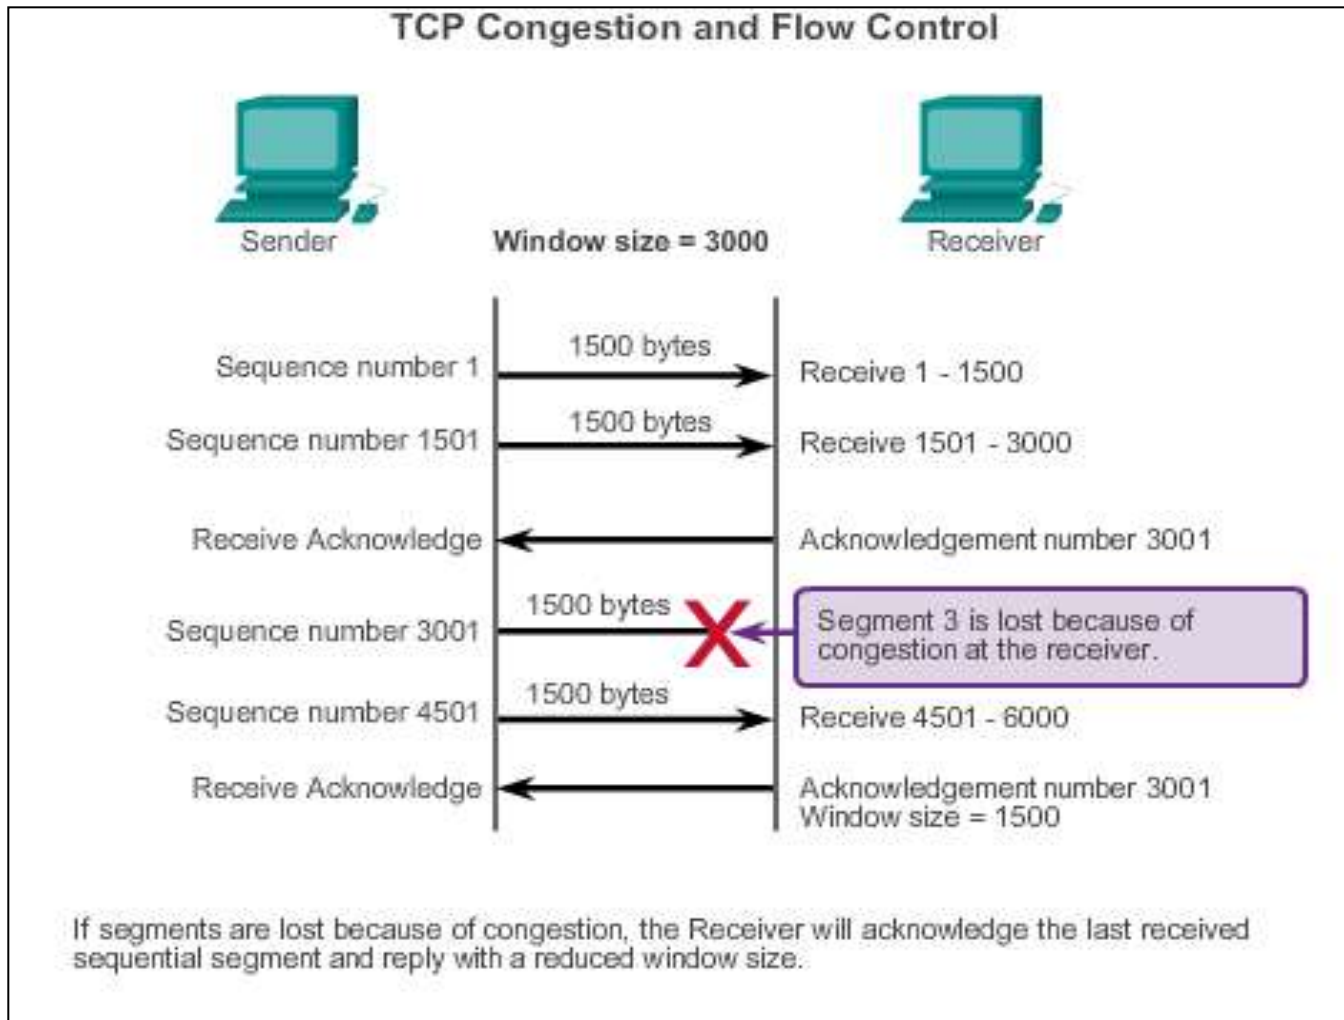 TCP Congestion and Flow Control
Sender
Window size = 3000
Receiver
Sequence number 1
1500 bytes
Receive 1 - 1500
Sequence number 1501
1500 bytes
Receive 1501 - 3000
Receive Acknowledge
Acknowledgement number 3001
Sequence number 3001
1500 bytes
Segment 3 is lost because of
congestion at the receiver.
Sequence number 4501
1500 bytes
Receive 4501 - 6000
Receive Acknowledge
Acknowledgement number 3001
Window size = 1500
If segments are lost because of congestion, the Receiver will acknowledge the last received
sequential segment and reply with a reduced window size.